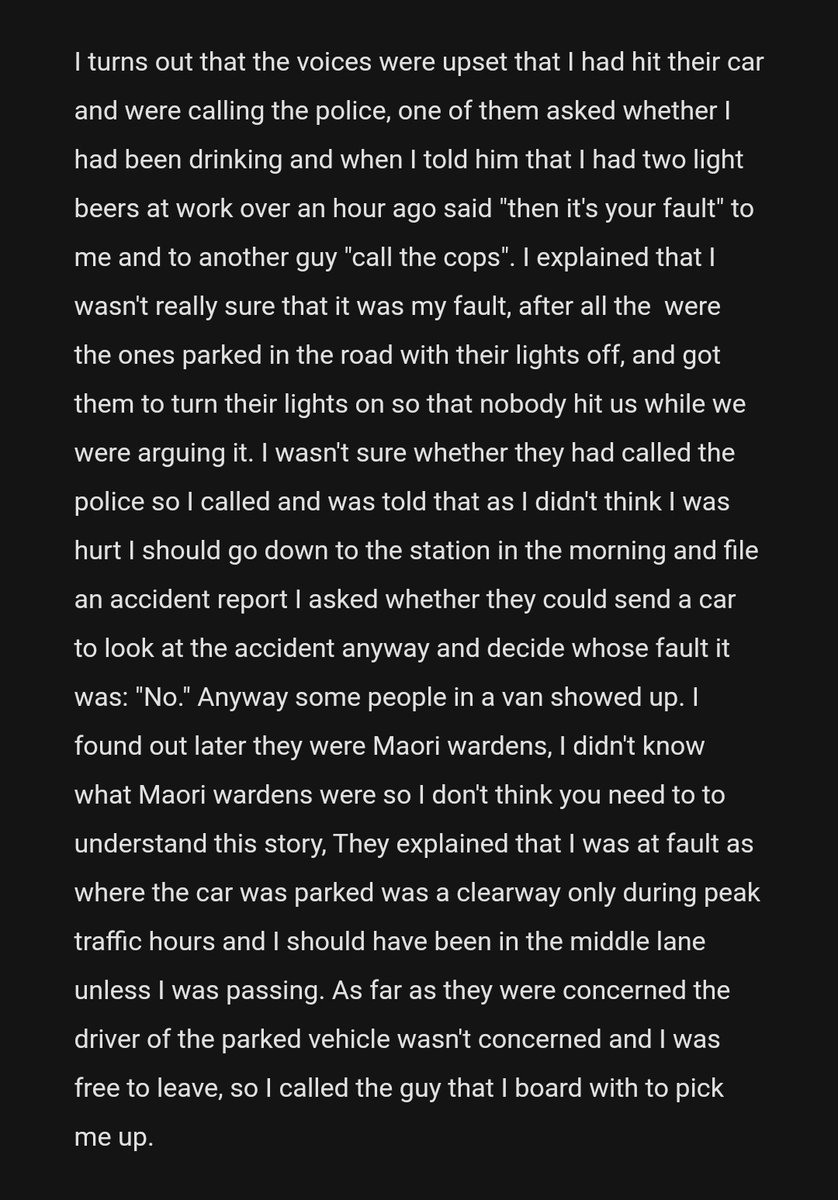 I turns out that the voices were upset that I had hit their car
and were calling the police, one of them asked whether I
had been drinking and when I told him that I had two light
beers at work over an hour ago said "then it's your fault" to
me and to another guy "call the cops". I explained that I
wasn't really sure that it was my fault, after all the  were
the ones parked in the road with their lights off, and got
them to turn their lights on so that nobody hit us while we
were arguing it. I wasn't sure whether they had called the
police so I called and was told that as I didn't think I was
hurt I should go down to the station in the morning and file
an accident report I asked whether they could send a car
to look at the accident anyway and decide whose fault it
was: "No." Anyway some people in a van showed up. I
found out later they were Maori wardens, I didn't know
what Maori wardens were so I don't think you need to to
understand this story, They explained that I was at fault as
where the car was parked was a clearway only during peak
traffic hours and I should have been in the middle lane
unless I was passing. As far as they were concerned the
driver of the parked vehicle wasn't concerned and I was
free to leave, so I called the guy that I board with to pick
me up.